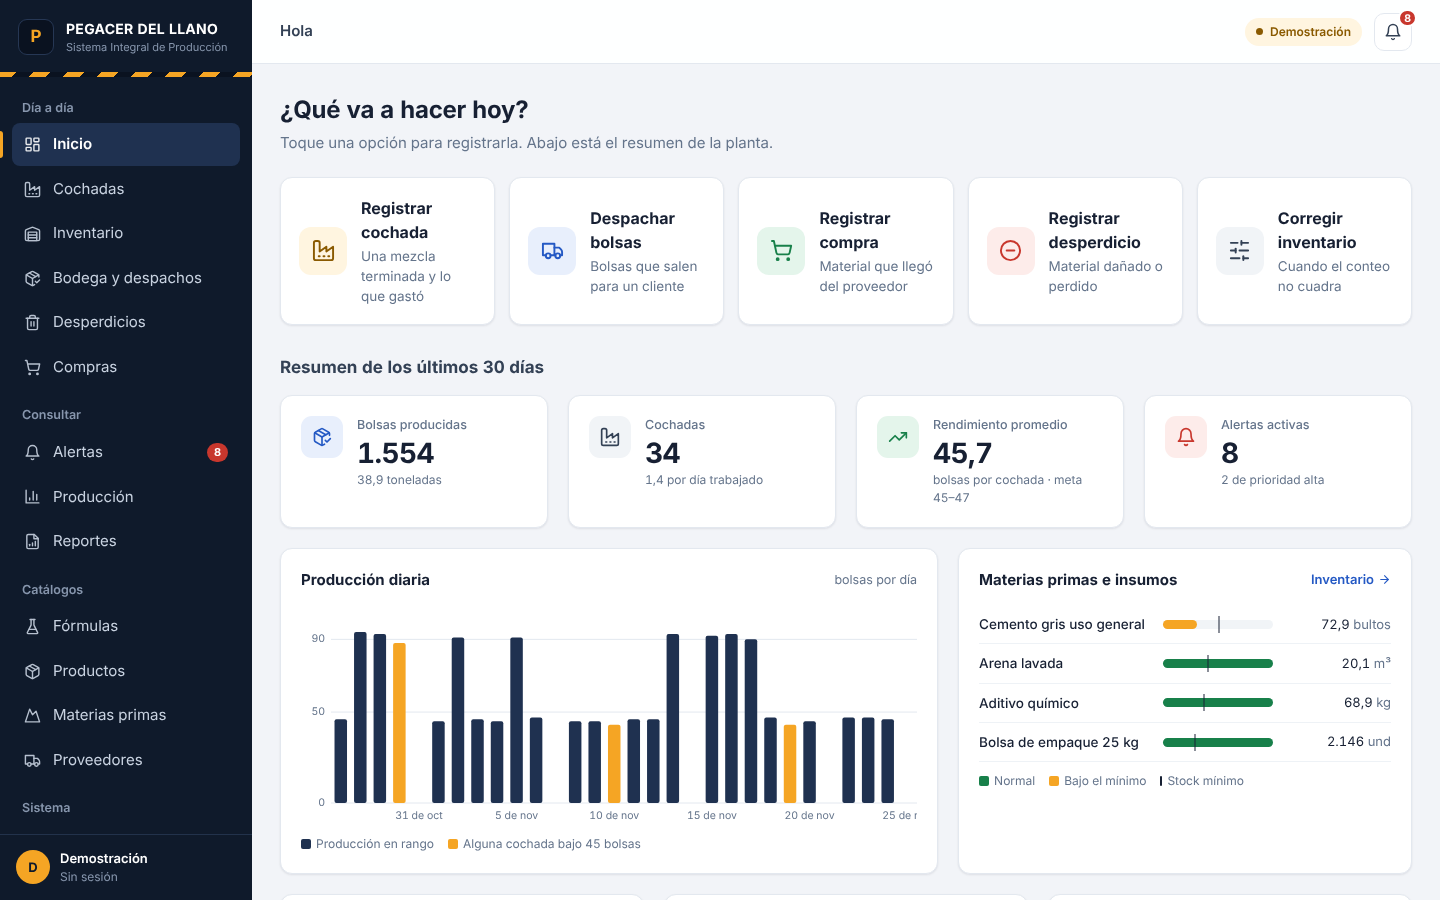 P
PEGACER DEL LLANO
Sistema Integral de Producción
Día a día
Inicio
Cochadas
Inventario
Bodega y despachos
Desperdicios
Compras
Consultar
Alertas
8
Producción
Reportes
Catálogos
Fórmulas
Productos
Materias primas
Proveedores
Sistema
D
Demostración
Sin sesión
Hola
Demostración
8
¿Qué va a hacer hoy?
Toque una opción para registrarla. Abajo está el resumen de la planta.
Registrar
cochada
Una mezcla
terminada y lo
que gastó
Despachar
bolsas
Bolsas que salen
para un cliente
Registrar
compra
Material que llegó
del proveedor
Registrar
desperdicio
Material dañado o
perdido
Corregir
inventario
Cuando el conteo
no cuadra
Resumen de los últimos 30 días
Bolsas producidas
1.554
38,9 toneladas
Cochadas
34
1,4 por día trabajado
Rendimiento promedio
45,7
bolsas por cochada · meta
45–47
Alertas activas
8
2 de prioridad alta
Producción diaria
bolsas por día
90
50
0
31 de oct
5 de nov
10 de nov
15 de nov
20 de nov
25 de n
Producción en rango
Alguna cochada bajo 45 bolsas
Materias primas e insumos
Inventario →
Cemento gris uso general
72,9 bultos
Arena lavada
20,1 m³
Aditivo químico
68,9 kg
Bolsa de empaque 25 kg
2.146 und
Normal
Bajo el mínimo
Stock mínimo